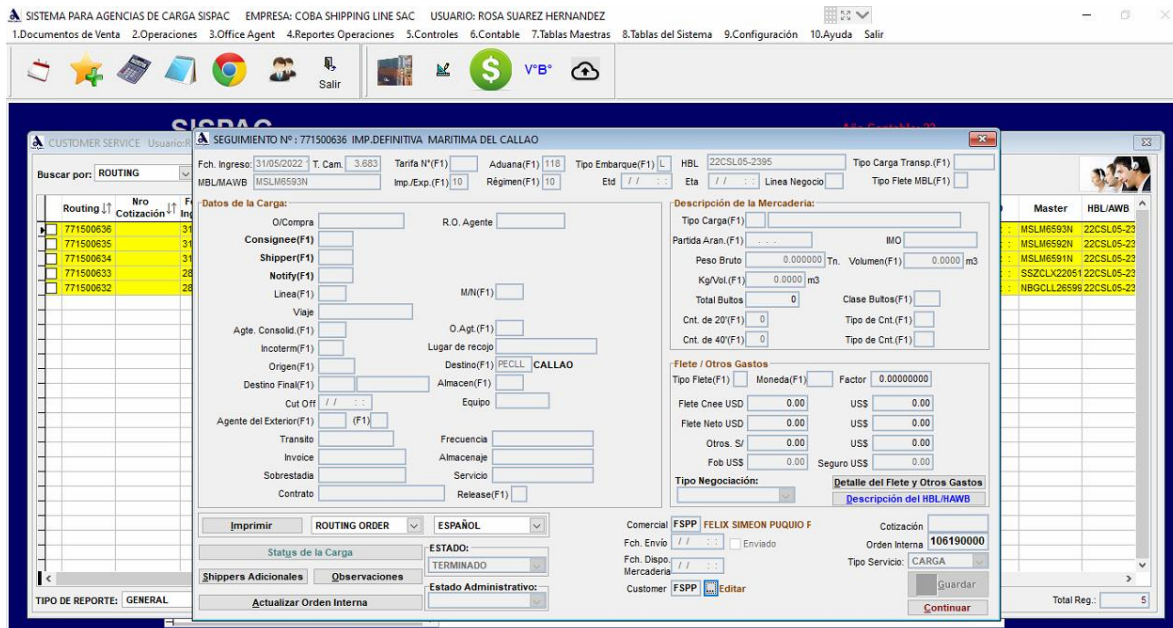 SISTEMA PARA AGENCIAS DE CARGA SISPAC EMPRESA: COBA SHIPPING LINE SAC USUARIO: ROSA SUAREZ HERNANDEZ
1.Documentos de Venta 2.Operaciones 3.Office Agent 4.Reportes Operaciones 5.Controles 6.Contable 7.Tablas Maestras 8.Tablas del Sistema 9.Configuración 10.Ayuda Salir
Salir V°B°
CUSTOMER SERVICE
SEGUIMIENTO Nº : 771500636 IMP.DEFINITIVA MARITIMA DEL CALLAO
Buscar por: ROUTING
Routing Nro Cotización
Master HBL/AWB
771500636 31 MSLM6593N 22CSL05-23
771500635 31 MSLM6592N 22CSL05-23
771500634 31 MSLM6591N 22CSL05-23
771500633 28 SSZCLX22051 22CSL05-23
771500632 28 NBGCLL26599 22CSL05-23
TIPO DE REPORTE: GENERAL
Total Reg.: 5
Fch. Ingreso: 31/05/2022 T. Cam. 3.683 Tarifa N°(F1) Aduana(F1) 118 Tipo Embarque(F1) L HBL 22CSL05-2395 Tipo Carga Transp.(F1)
MBL/MAWB MSLM6593N Imp./Exp.(F1) 10 Régimen(F1) 10 Etd / / : : Eta / / : : Linea Negocio Tipo Flete MBL(F1)
Datos de la Carga:
O/Compra R.O. Agente
Consignee(F1)
Shipper(F1)
Notify(F1)
Linea(F1) M/N(F1)
Viaje
Agte. Consolid.(F1) O.Agt.(F1)
Incoterm(F1) Lugar de recojo
Origen(F1) Destino(F1) PECLL CALLAO
Destino Final(F1) Almacen(F1)
Cut Off / / : : Equipo
Agente del Exterior(F1) (F1)
Transito Frecuencia
Invoice Almacenaje
Sobrestadia Servicio
Contrato Release(F1)
Descripción de la Mercaderia:
Tipo Carga(F1)
Partida Aran.(F1) . . . IMO
Peso Bruto 0.000000 Tn. Volumen(F1) 0.0000 m3
Kg/Vol.(F1) 0.0000 m3
Total Bultos 0 Clase Bultos(F1)
Cnt. de 20'(F1) 0 Tipo de Cnt.(F1)
Cnt. de 40'(F1) 0 Tipo de Cnt.(F1)
Flete / Otros Gastos
Tipo Flete(F1) Moneda(F1) Factor 0.00000000
Flete Cnee USD 0.00 US$ 0.00
Flete Neto USD 0.00 US$ 0.00
Otros. S/ 0.00 US$ 0.00
Fob US$ 0.00 Seguro US$ 0.00
Tipo Negociación: Detalle del Flete y Otros Gastos
Descripción del HBL/HAWB
Imprimir ROUTING ORDER ESPAÑOL
Status de la Carga
Shippers Adicionales Observaciones
Actualizar Orden Interna
ESTADO:
TERMINADO
Estado Administrativo:
Comercial FSPP FELIX SIMEON PUQUIO Cotización
Fch. Envío / / : : Enviado Orden Interna 106190000
Fch. Dispo. Mercaderia / / : : Tipo Servicio: CARGA
Customer FSPP ... Editar Guardar
Continuar